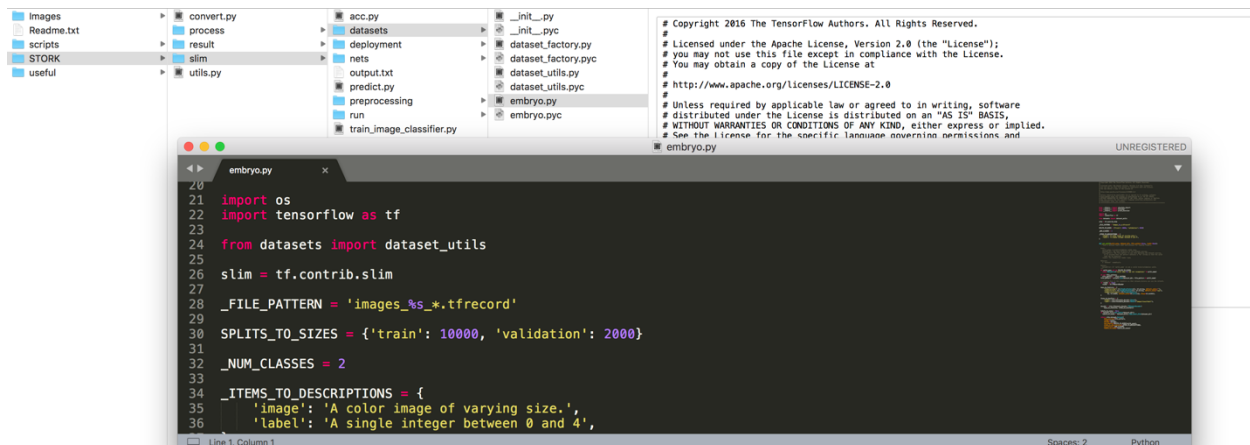 Images
Readme.txt
scripts
STORK
useful
convert.py
process
result
slim
utils.py
acc.py
datasets
deployment
nets
output.txt
predict.py
preprocessing
run
train_image_classifier.py
__init__.py
__init__.pyc
dataset_factory.py
dataset_factory.pyc
dataset_utils.py
dataset_utils.pyc
embryo.py
embryo.pyc
# Copyright 2016 The TensorFlow Authors. All Rights Reserved.
#
# Licensed under the Apache License, Version 2.0 (the "License");
# you may not use this file except in compliance with the License.
# You may obtain a copy of the License at
#
# http://www.apache.org/licenses/LICENSE-2.0
#
# Unless required by applicable law or agreed to in writing, software
# distributed under the License is distributed on an "AS IS" BASIS,
# WITHOUT WARRANTIES OR CONDITIONS OF ANY KIND, either express or implied.
# See the License for the specific language governing permissions and
embryo.py
UNREGISTERED
embryo.py ×
20
21 import os
22 import tensorflow as tf
23
24 from datasets import dataset_utils
25
26 slim = tf.contrib.slim
27
28 _FILE_PATTERN = 'images_%s_*.tfrecord'
29
30 SPLITS_TO_SIZES = {'train': 10000, 'validation': 2000}
31
32 _NUM_CLASSES = 2
33
34 _ITEMS_TO_DESCRIPTIONS = {
35 'image': 'A color image of varying size.',
36 'label': 'A single integer between 0 and 4',
Line 1, Column 1
Spaces: 2
Python